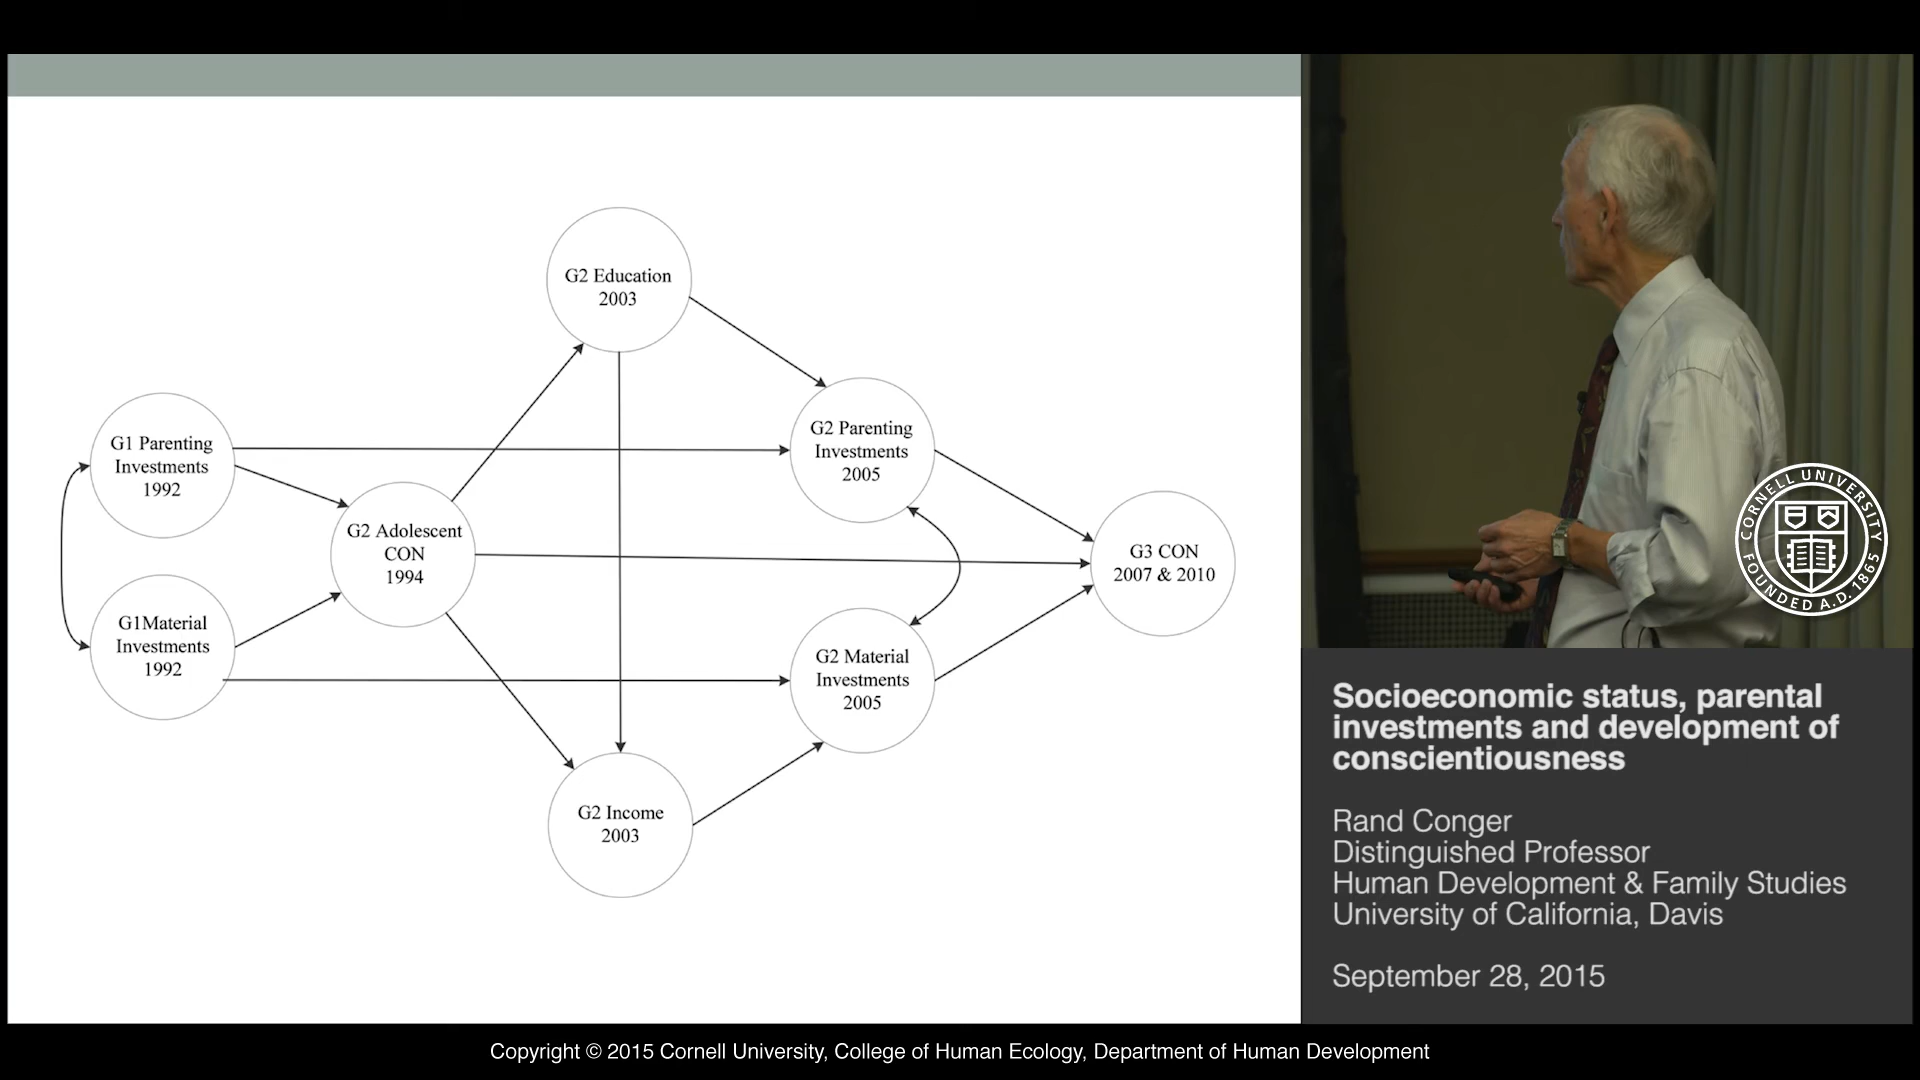 G2 Education
2003
G1 Parenting
Investments
1992
G2 Parenting
Investments
2005
G2 Adolescent
CON
1994
G3 CON
2007 & 2010
G1Material
Investments
1992
G2 Material
Investments
2005
G2 Income
2003
CORNELL UNIVERSITY
FOUNDED A.D. 1865
Socioeconomic status, parental
investments and development of
conscientiousness
Rand Conger
Distinguished Professor
Human Development & Family Studies
University of California, Davis
September 28, 2015
Copyright © 2015 Cornell University, College of Human Ecology, Department of Human Development